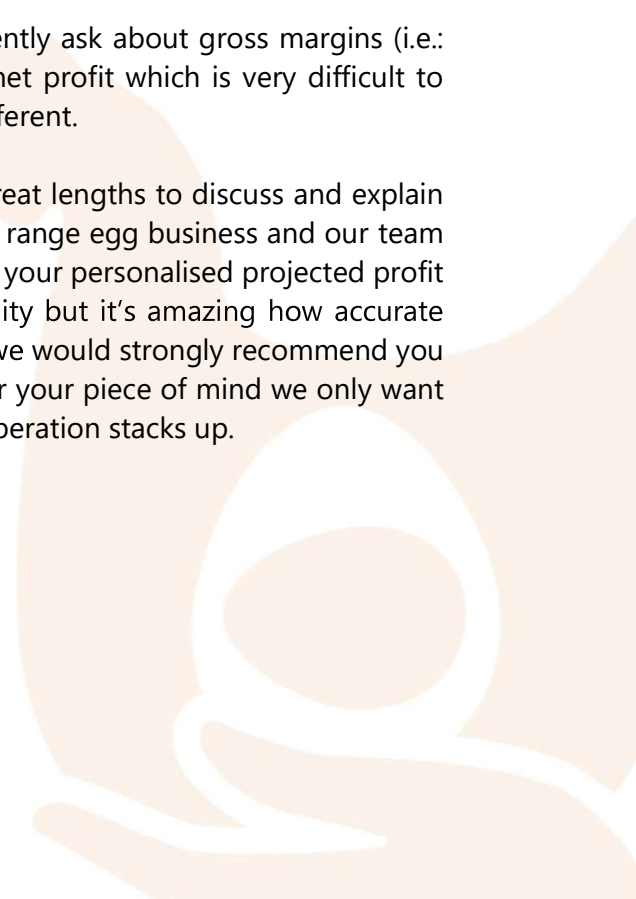 ently ask about gross margins (i.e.:
net profit which is very difficult to
ferent.
reat lengths to discuss and explain
range egg business and our team
your personalised projected profit
ity but it’s amazing how accurate
we would strongly recommend you
r your piece of mind we only want
peration stacks up.